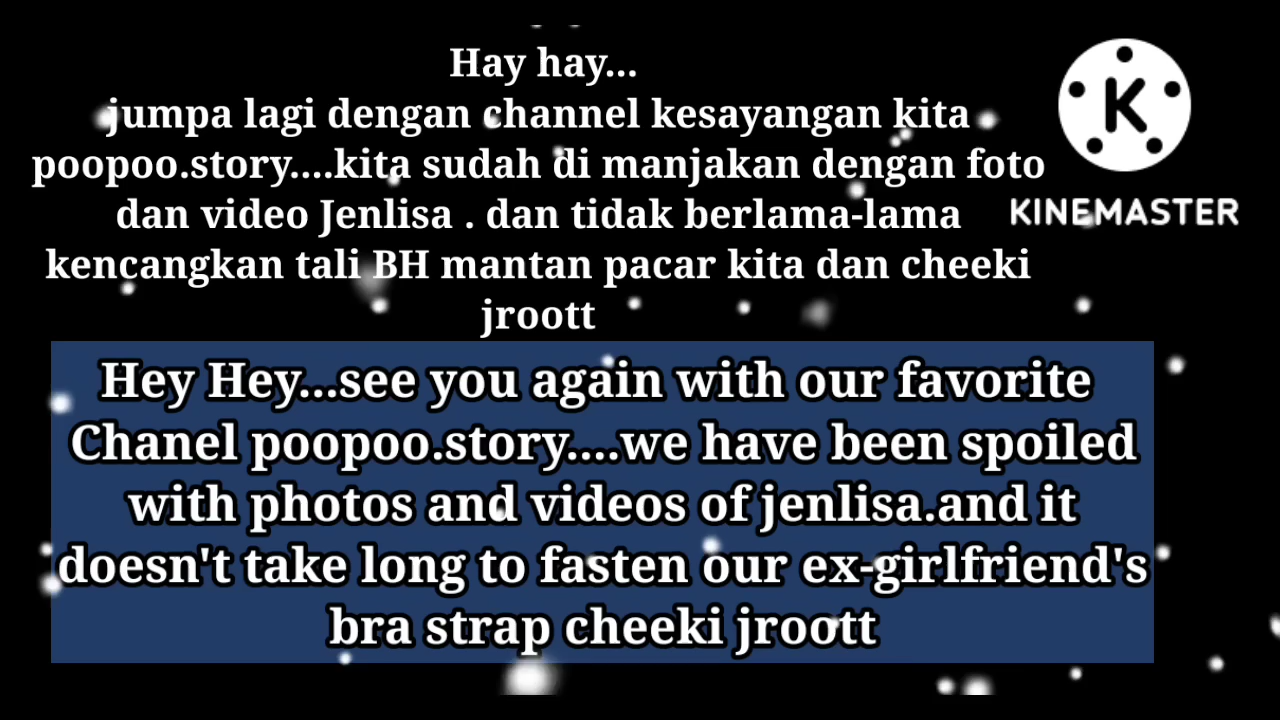 Hay hay...
jumpa lagi dengan channel kesayangan kita
poopoo.story....kita sudah di manjakan dengan foto
dan video Jenlisa . dan tidak berlama-lama
kencangkan tali BH mantan pacar kita dan cheeki
jroott
K
KINEMASTER
Hey Hey...see you again with our favorite
Chanel poopoo.story....we have been spoiled
with photos and videos of jenlisa.and it
doesn't take long to fasten our ex-girlfriend's
bra strap cheeki jroott